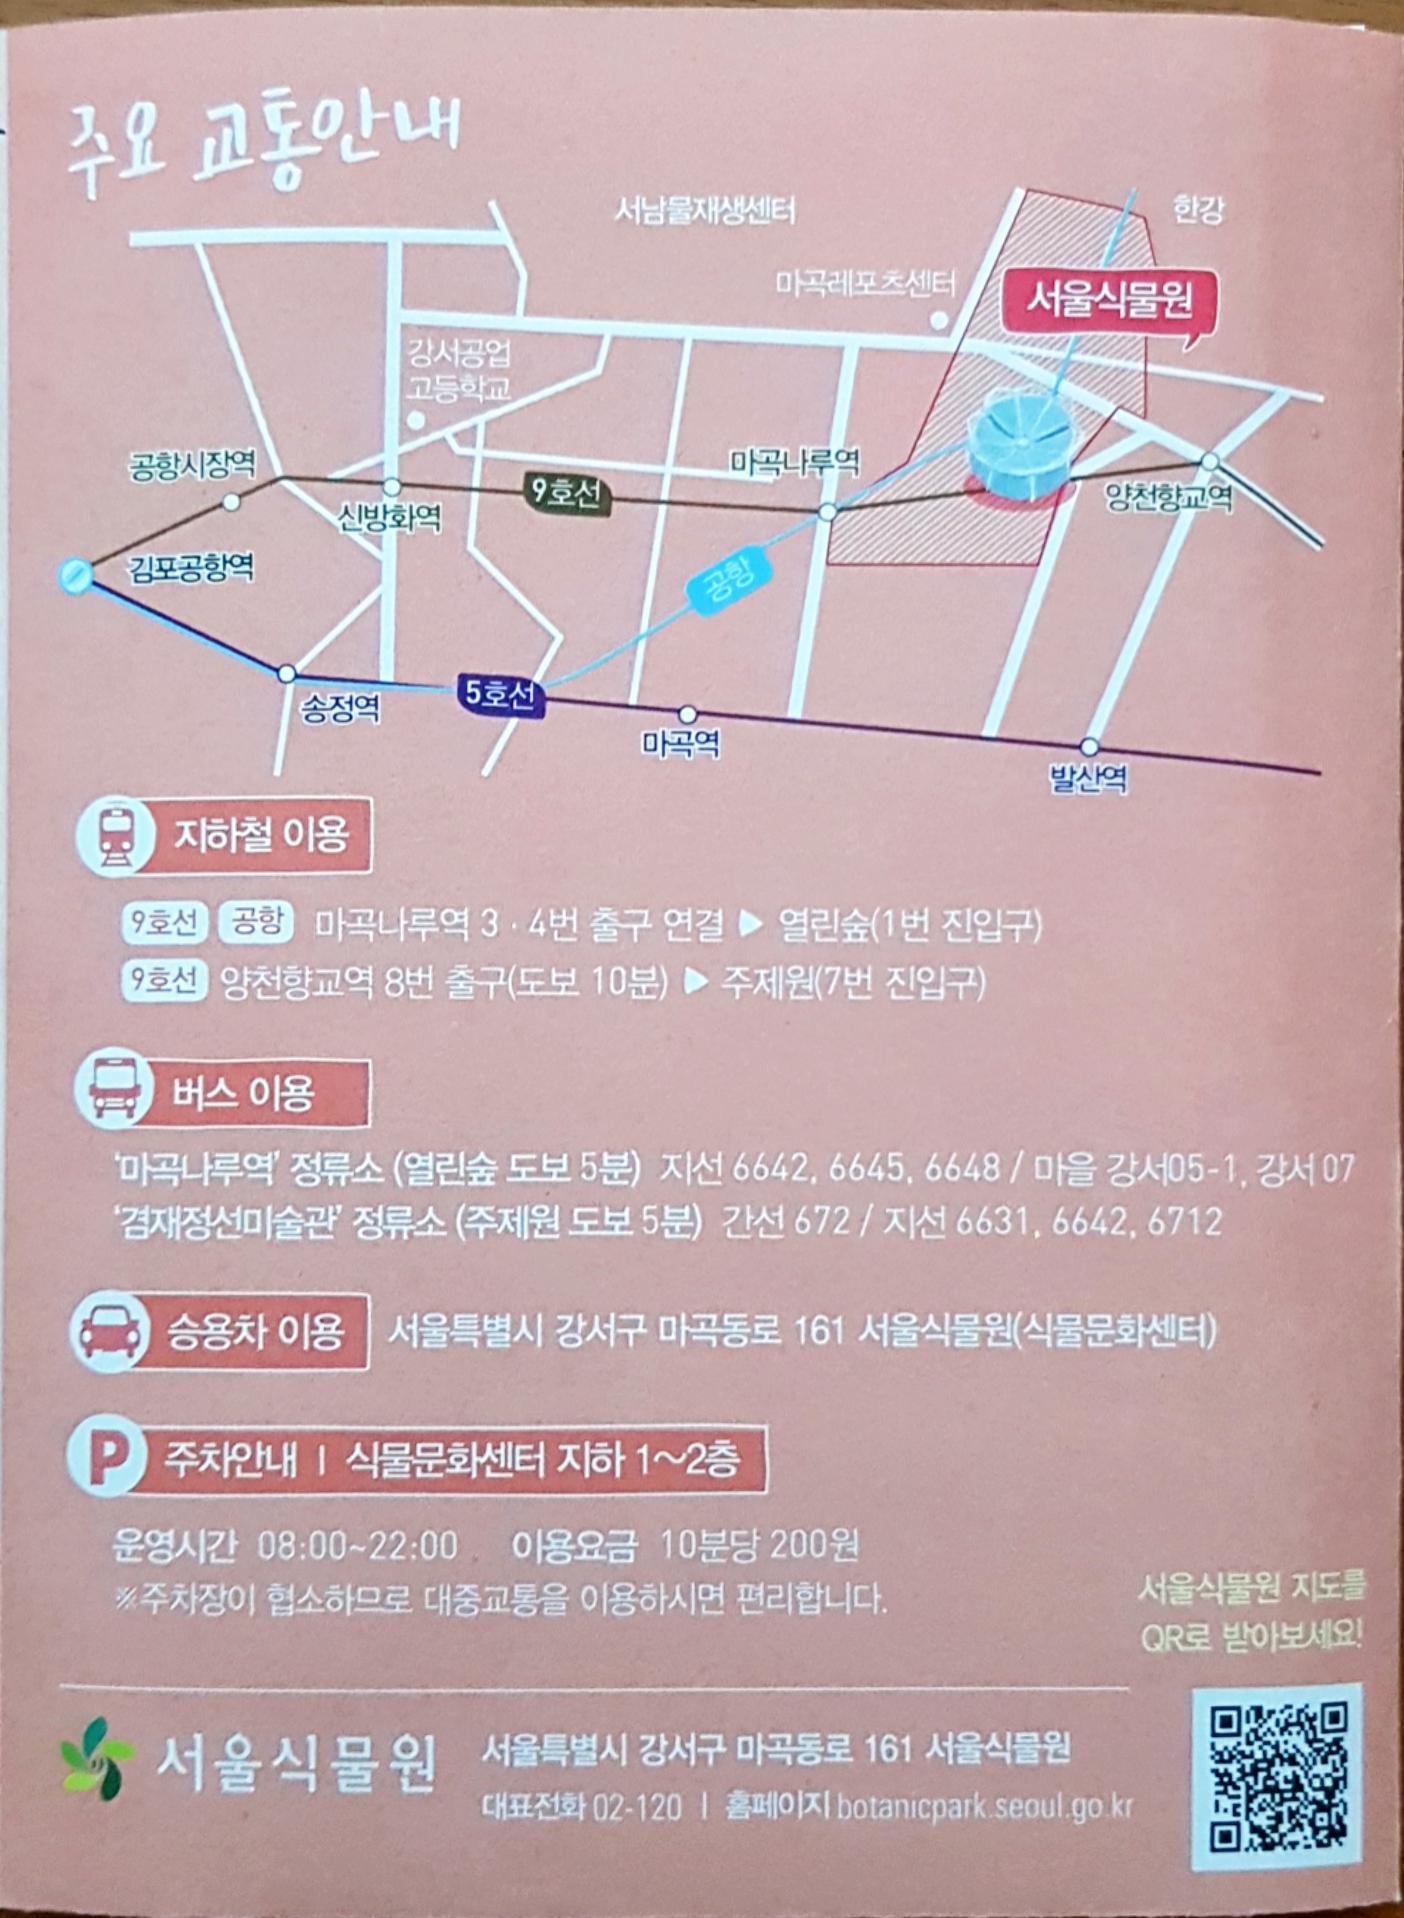 주요 교통안내
서남물재생센터
한강
마곡레포츠센터
서울식물원
강서공업
고등학교
공항시장역
마곡나루역
9호선
신방화역
양천향교역
김포공항역
공항
5호선
송정역
마곡역
발산역
지하철 이용
9호선 공항 마곡나루역 3 · 4번 출구 연결 ▶ 열린숲(1번 진입구)
9호선 양천향교역 8번 출구(도보 10분) ▶ 주제원(7번 진입구)
버스 이용
'마곡나루역' 정류소 (열린숲 도보 5분) 지선 6642, 6645, 6648 / 마을 강서05-1, 강서 07
'겸재정선미술관' 정류소 (주제원 도보 5분) 간선 672 / 지선 6631, 6642, 6712
승용차 이용 서울특별시 강서구 마곡동로 161 서울식물원(식물문화센터)
P 주차안내 | 식물문화센터 지하 1~2층
운영시간 08:00~22:00 이용요금 10분당 200원
※주차장이 협소하므로 대중교통을 이용하시면 편리합니다.
서울식물원 지도를
QR로 받아보세요!
서울식물원
서울특별시 강서구 마곡동로 161 서울식물원
대표전화 02-120 | 홈페이지 botanicpark.seoul.go.kr